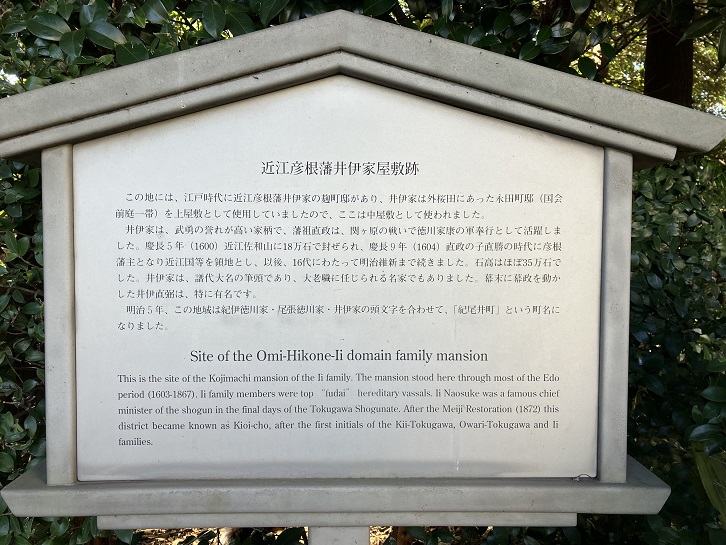 近江彦根藩井伊家屋敷跡
この地には、江戸時代に近江彦根藩井伊家の麹町邸があり、井伊家は外桜田にあった永田町邸（国会
前庭一帯）を上屋敷として使用していましたので、ここは中屋敷として使われました。
井伊家は、武勇の誉れが高い家柄で、藩祖直政は、関ヶ原の戦いで徳川家康の軍奉行として活躍しま
した。慶長５年（1600）近江佐和山に18万石で封ぜられ、慶長９年（1604）直政の子直勝の時代に彦根
藩主となり近江国等を領地とし、以後、16代にわたって明治維新まで続きました。石高はほぼ35万石でし
た。井伊家は、譜代大名の筆頭であり、大老職に任じられる名家でもありました。幕末に幕政を動か
した井伊直弼は、特に有名です。
明治５年、この地域は紀伊徳川家・尾張徳川家・井伊家の頭文字を合わせて、「紀尾井町」という町名に
なりました。
Site of the Omi-Hikone-Ii domain family mansion
This is the site of the Kojimachi mansion of the Ii family. The mansion stood here through most of the Edo
period (1603-1867). Ii family members were top “fudai” hereditary vassals. Ii Naosuke was a famous chief
minister of the shogun in the final days of the Tokugawa Shogunate. After the Meiji Restoration (1872) this
district became known as Kioi-cho, after the first initials of the Kii-Tokugawa, Owari-Tokugawa and Ii
families.